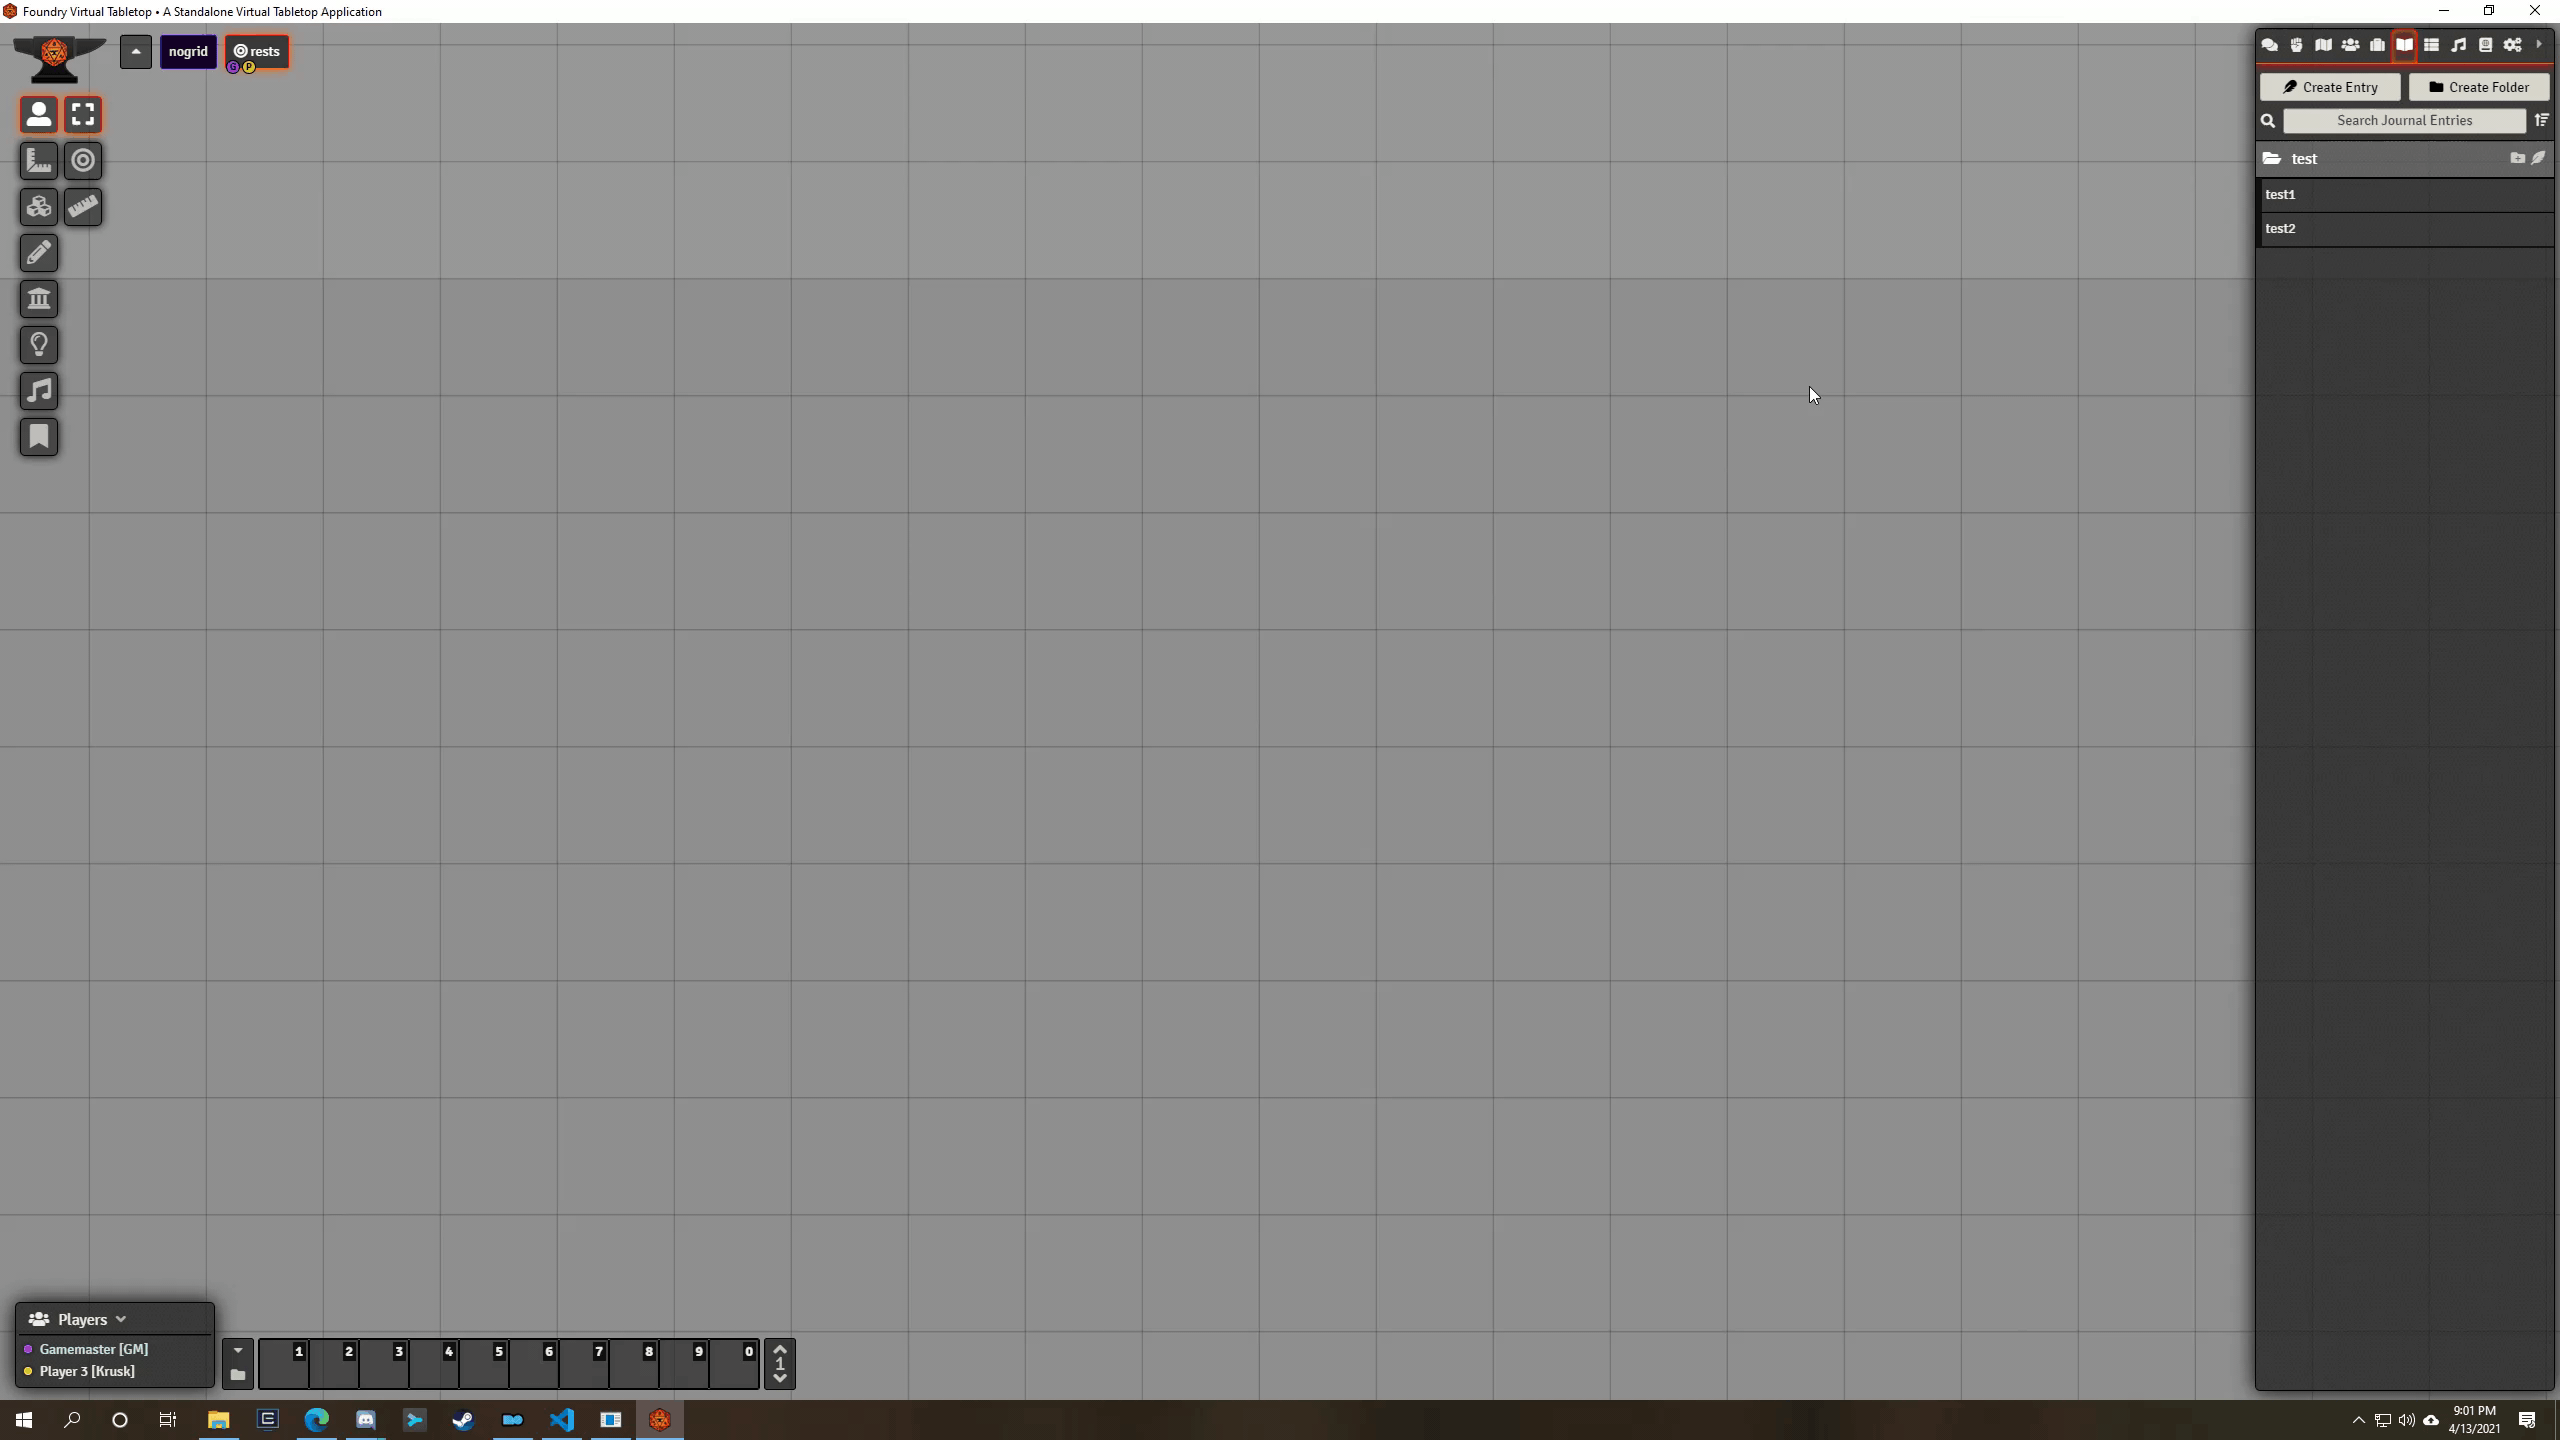 Foundry Virtual Tabletop • A Standalone Virtual Tabletop Application
nogrid
rests
G P
Create Entry
Create Folder
Search Journal Entries
test
test1
test2
Players
Gamemaster [GM]
Player 3 [Krusk]
1 2 3 4 5 6 7 8 9 0
1
9:01 PM
4/13/2021